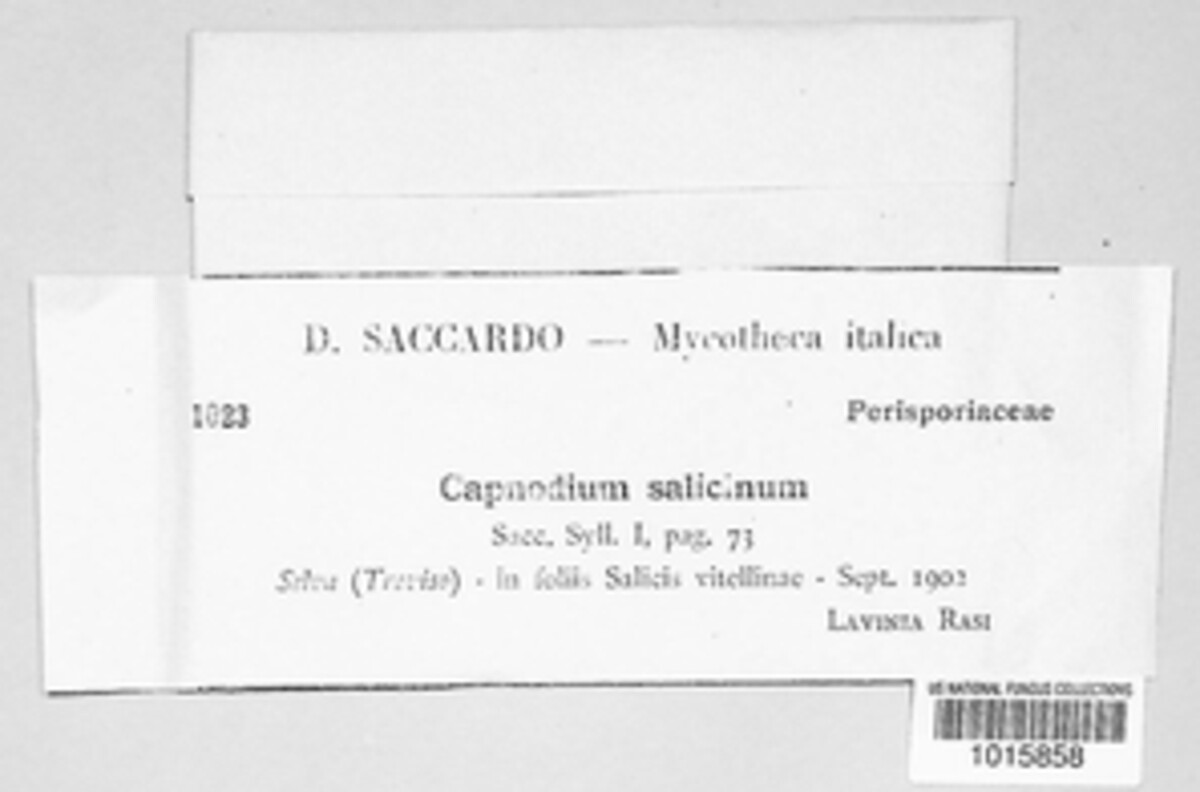 D. SACCARDO — Mycotheca italica
1023
Perisporiaceae
Capnodium salicinum
Sacc. Syll. I, pag. 73
Selva (Treviso) - in foliis Salicis vitellinae - Sept. 1902
LAVINIA RASI
US NATIONAL FUNGUS COLLECTIONS
1015858